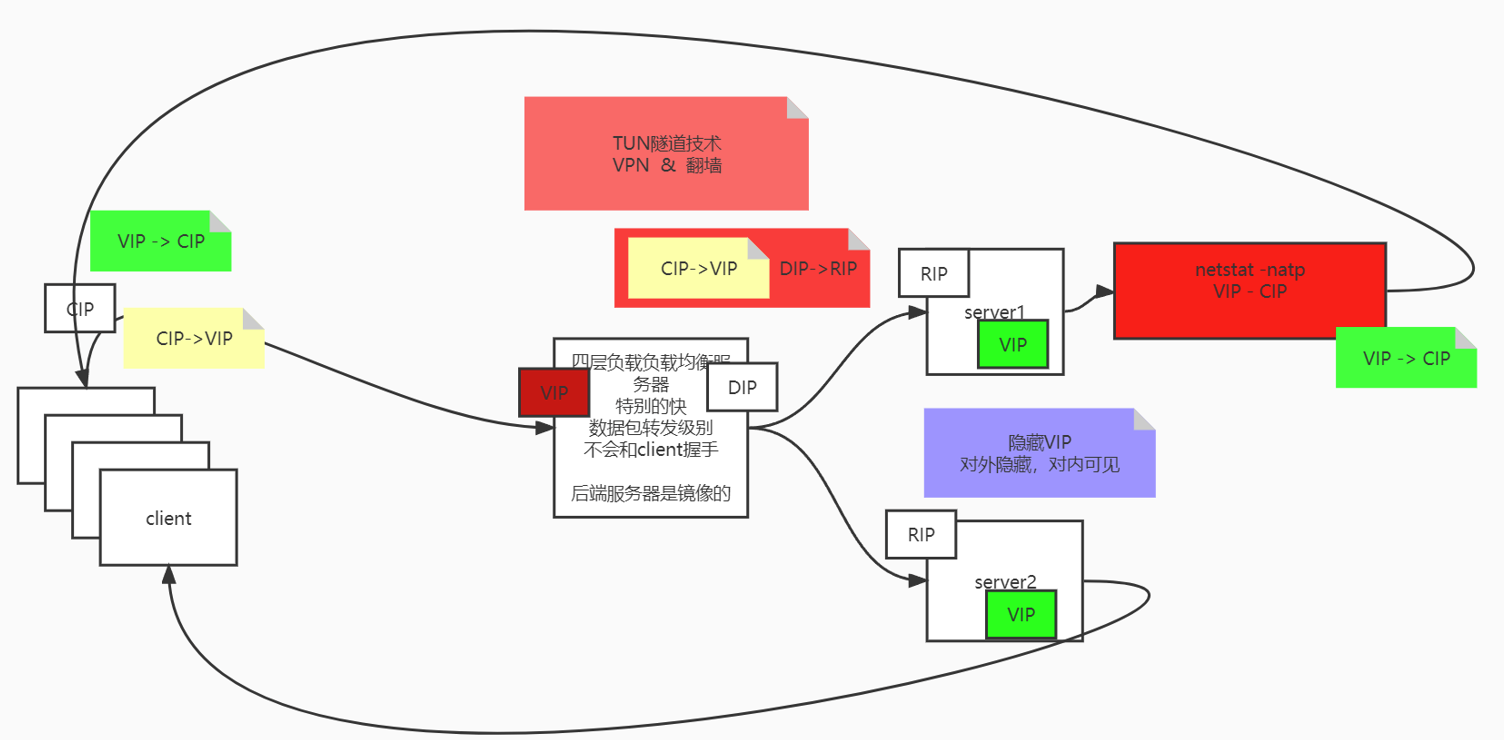 TUN隧道技术
VPN & 翻墙
VIP -> CIP
CIP->VIP
DIP->RIP
RIP
netstat -natp
VIP - CIP
CIP
server1
CIP->VIP
VIP
VIP -> CIP
四层负载负载均衡服
务器
特别的快
数据包转发级别
不会和client握手
后端服务器是镜像的
VIP
DIP
隐藏VIP
对外隐藏，对内可见
client
RIP
server2
VIP